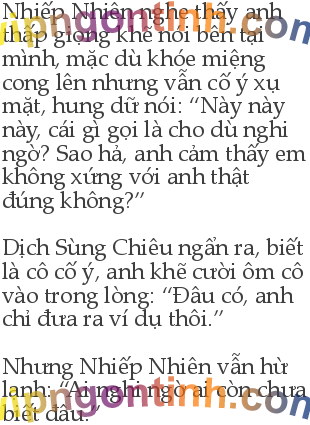 Nhiếp Nhiên nghe thấy anh
thấp giọng khẽ nói bên tai
mình, mặc dù khóe miệng
cong lên nhưng vẫn cố ý xụ
mặt, hung dữ nói: “Này này
này, cái gì gọi là cho dù nghi
ngờ? Sao hả, anh cảm thấy em
không xứng với anh thật
đúng không?”
Dịch Sùng Chiêu ngẩn ra, biết
là cô cố ý, anh khẽ cười ôm cô
vào trong lòng: “Đâu có, anh
chỉ đưa ra ví dụ thôi.”
Nhưng Nhiếp Nhiên vẫn hừ
lạnh: “Ai nghi ngờ ai còn chưa
biết đâu.”